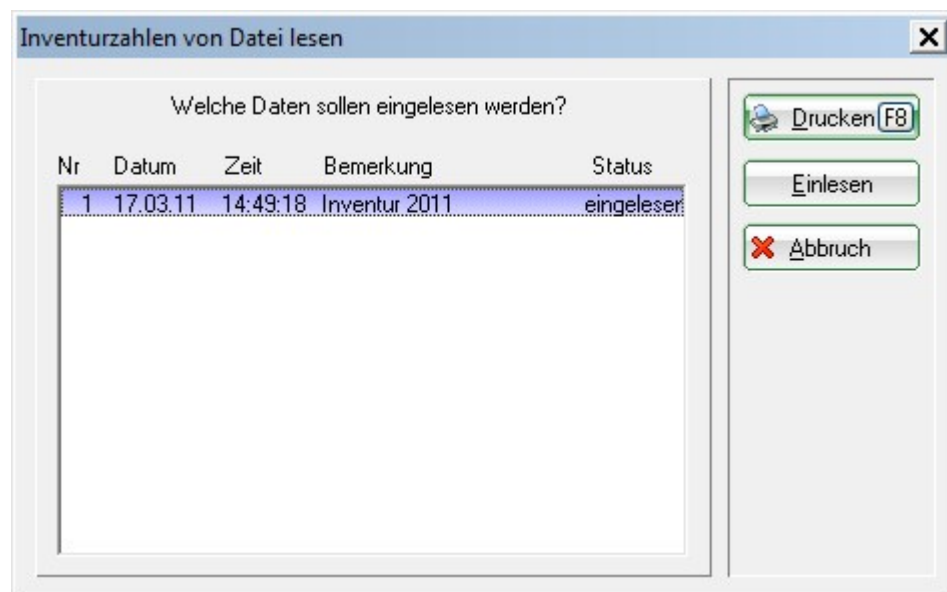 Inventurzahlen von Datei lesen
Welche Daten sollen eingelesen werden?
Nr Datum Zeit Bemerkung Status
1 17.03.11 14:49:18 Inventur 2011 eingelesen
Drucken F8
Einlesen
Abbruch